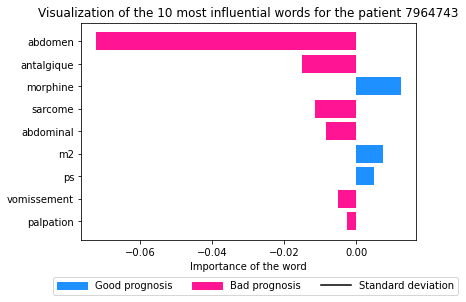 Visualization of the 10 most influential words for the patient 7964743
abdomen
antalgique
morphine
sarcome
abdominal
m2
ps
vomissement
palpation
−0.06 −0.04 −0.02 0.00
Importance of the word
Good prognosis Bad prognosis Standard deviation